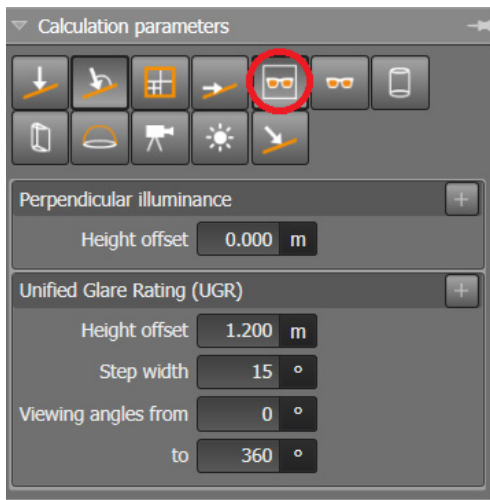 Calculation parameters
Perpendicular illuminance
Height offset 0.000 m
Unified Glare Rating (UGR)
Height offset 1.200 m
Step width 15 °
Viewing angles from 0 °
to 360 °